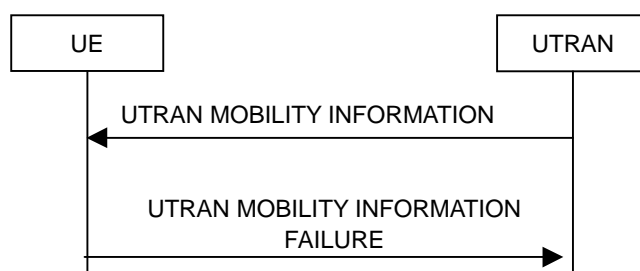 UE
UTRAN
UTRAN MOBILITY INFORMATION
UTRAN MOBILITY INFORMATION
FAILURE